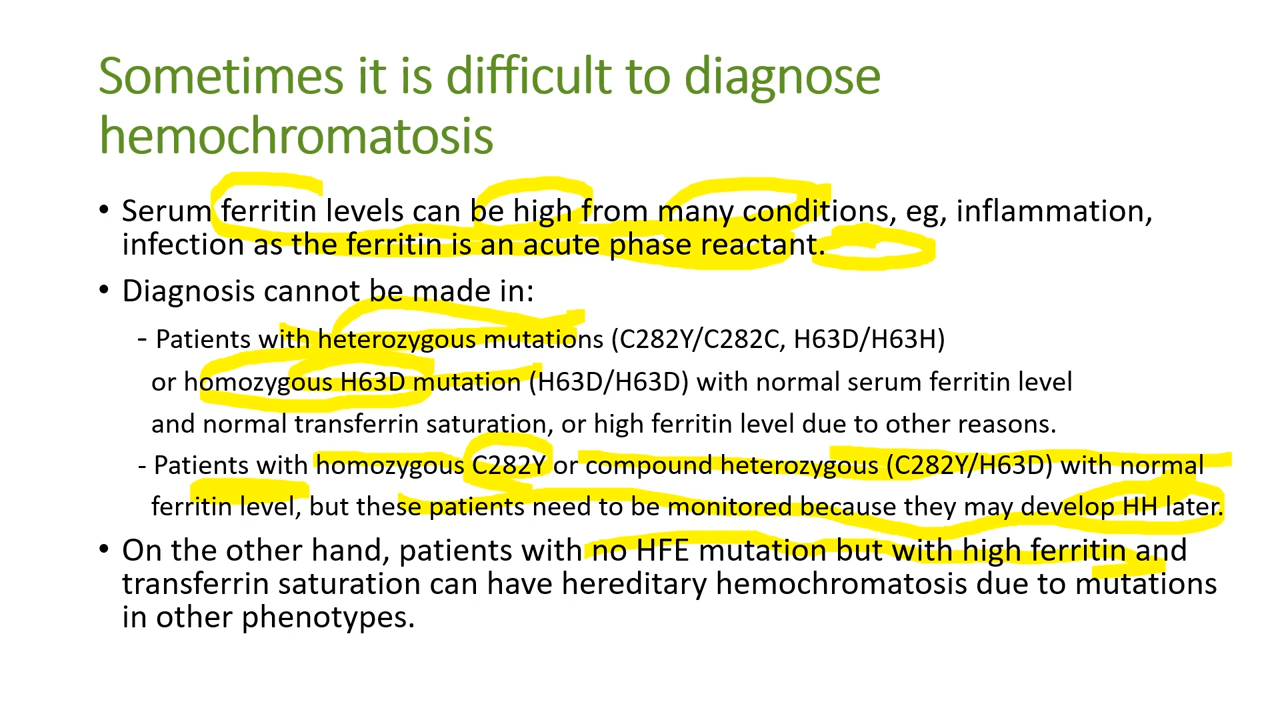 Sometimes it is difficult to diagnose
hemochromatosis
• Serum ferritin levels can be high from many conditions, eg, inflammation,
infection as the ferritin is an acute phase reactant.
• Diagnosis cannot be made in:
- Patients with heterozygous mutations (C282Y/C282C, H63D/H63H)
or homozygous H63D mutation (H63D/H63D) with normal serum ferritin level
and normal transferrin saturation, or high ferritin level due to other reasons.
- Patients with homozygous C282Y or compound heterozygous (C282Y/H63D) with normal
ferritin level, but these patients need to be monitored because they may develop HH later.
• On the other hand, patients with no HFE mutation but with high ferritin and
transferrin saturation can have hereditary hemochromatosis due to mutations
in other phenotypes.